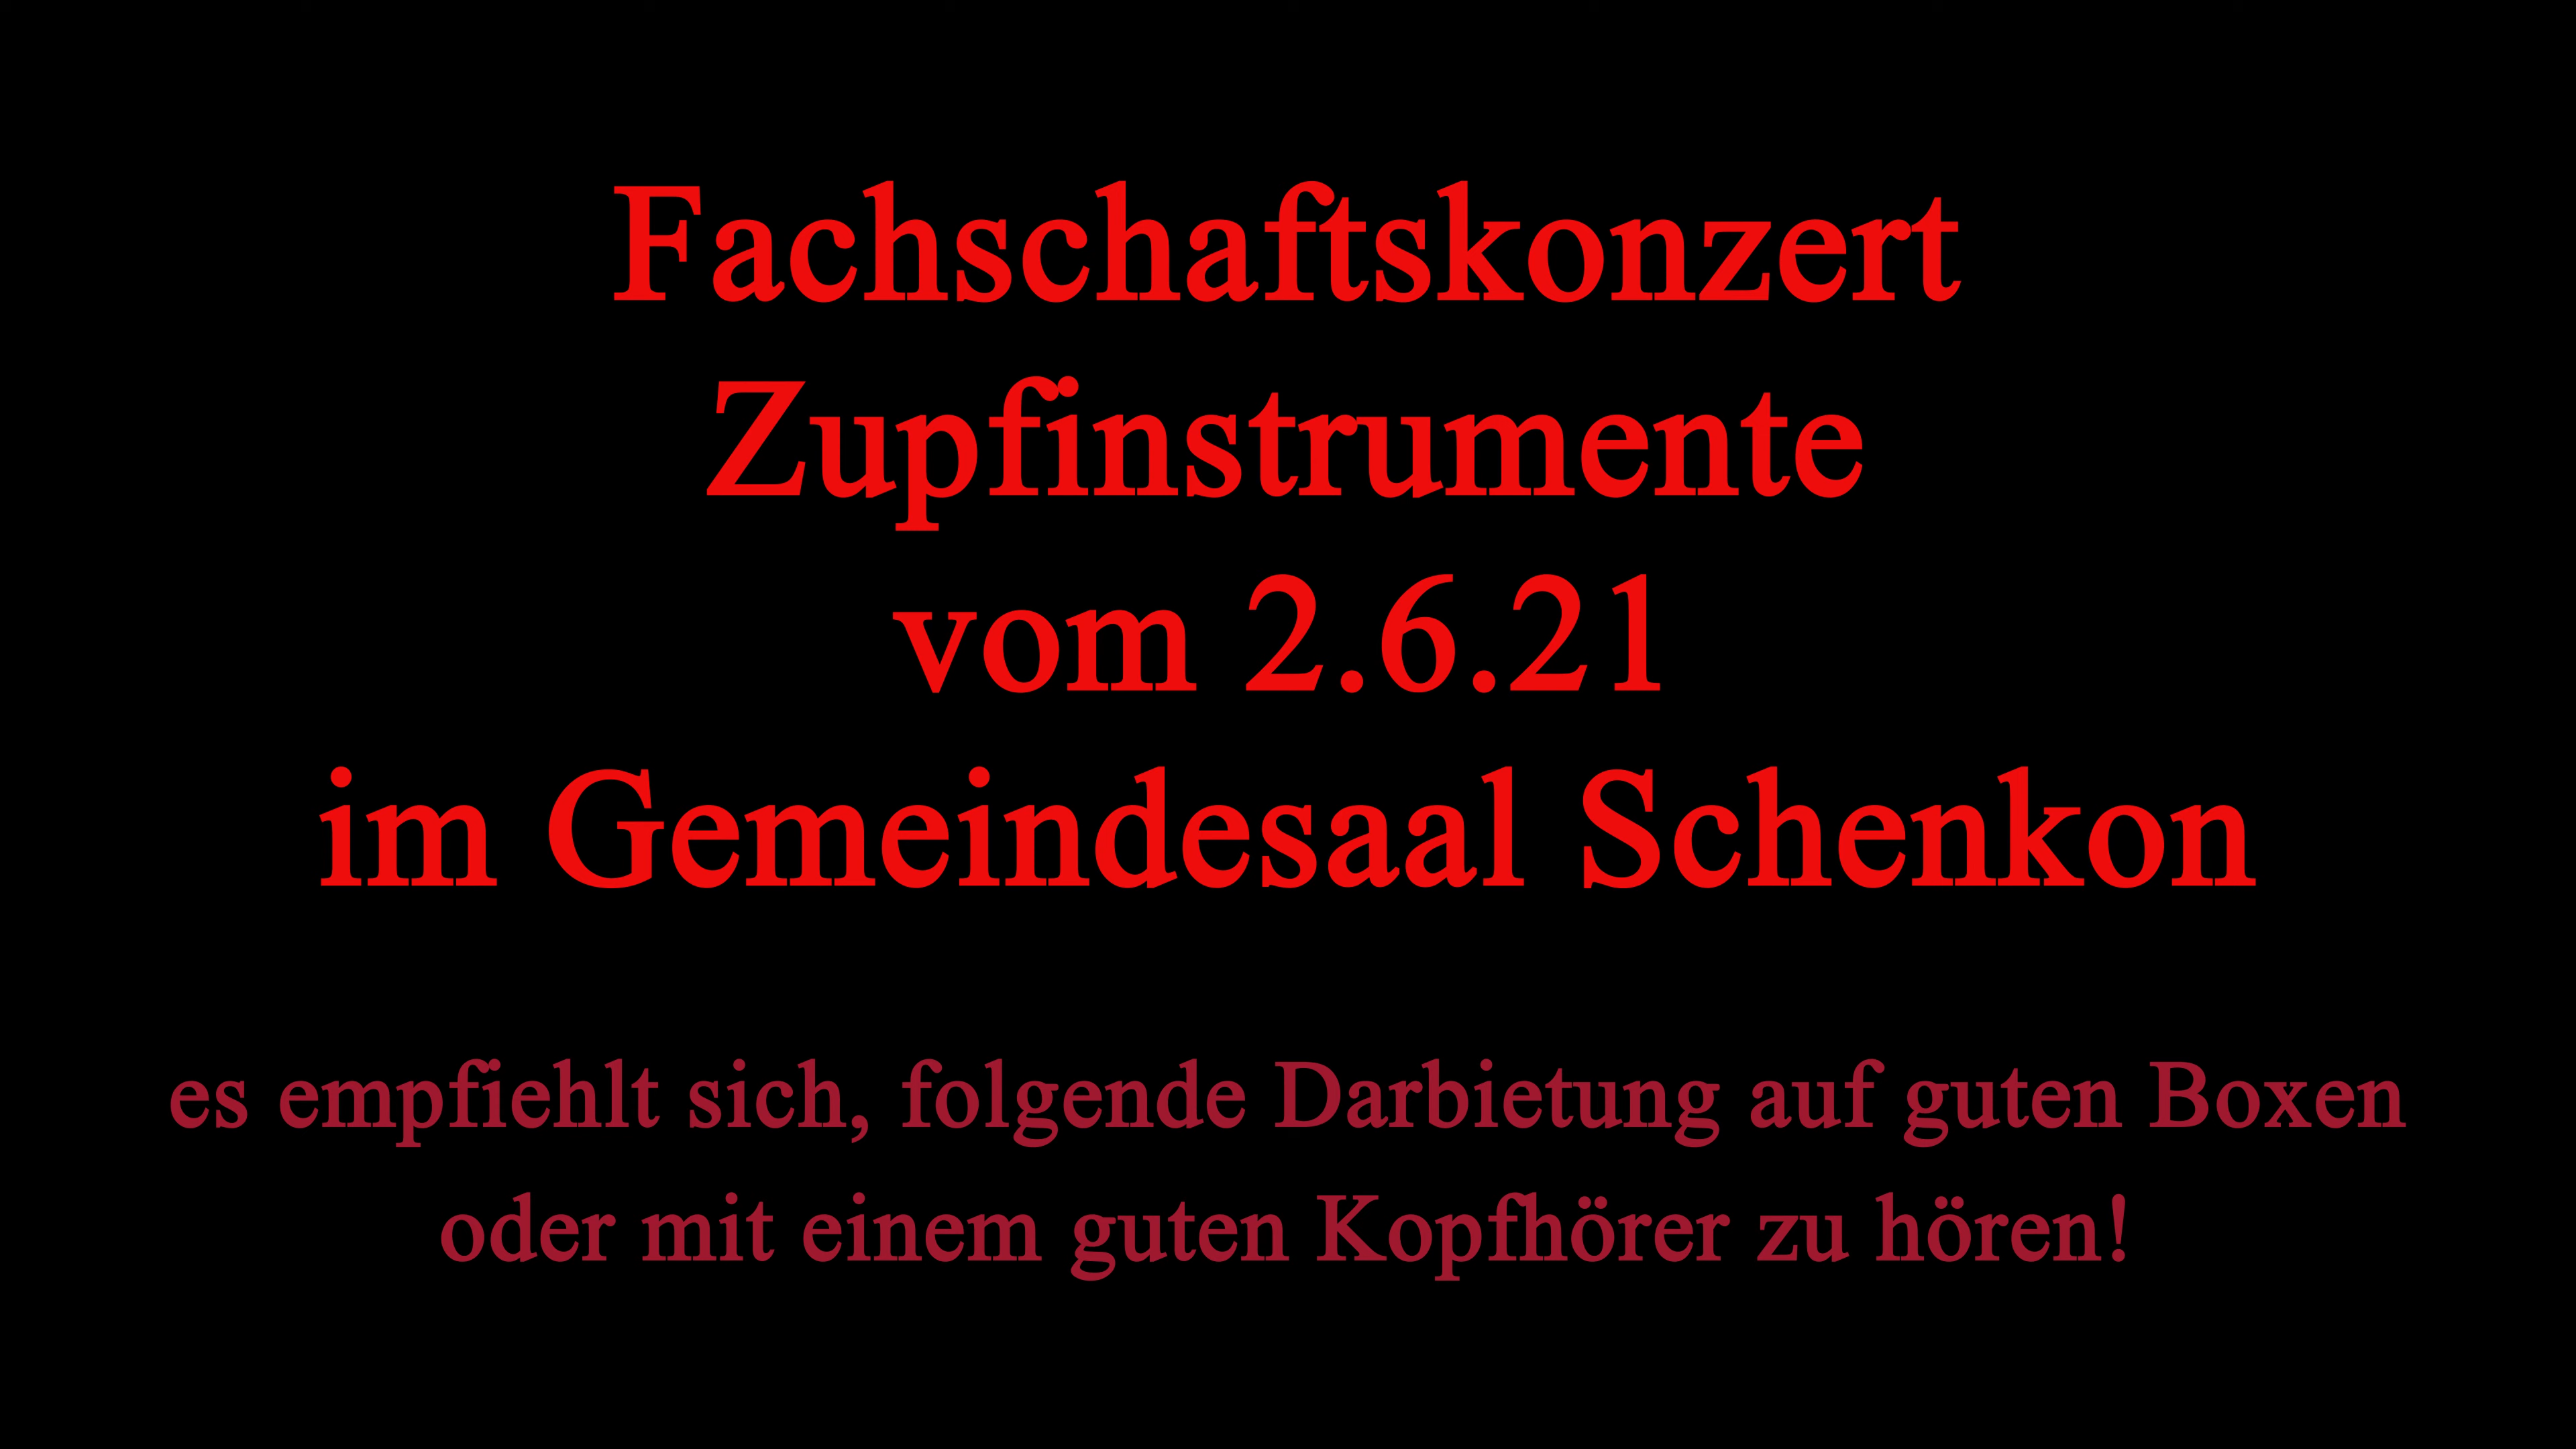 Fachschaftskonzert
Zupfinstrumente
vom 2.6.21
im Gemeindesaal Schenkon
es empfiehlt sich, folgende Darbietung auf guten Boxen
oder mit einem guten Kopfhörer zu hören!